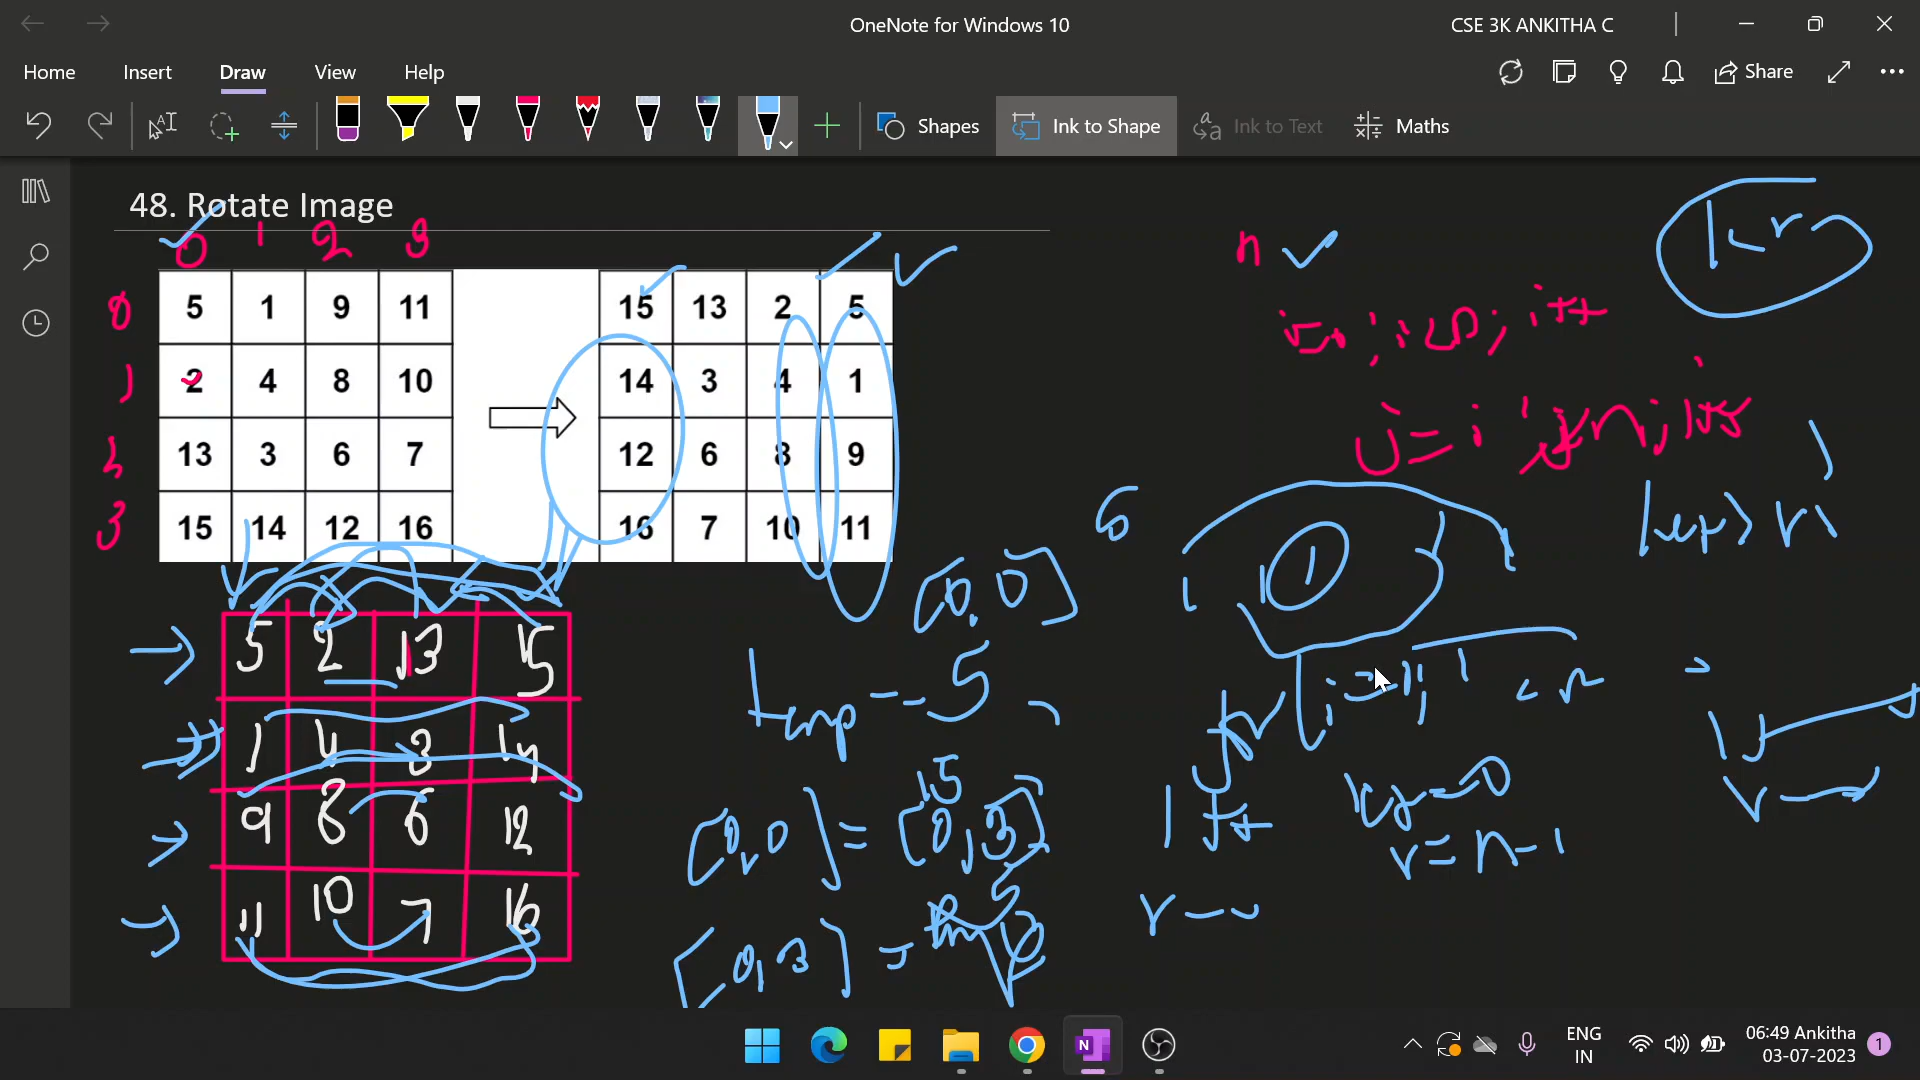 OneNote for Windows 10
CSE 3K ANKITHA C
Home Insert Draw View Help
Share
Shapes Ink to Shape Ink to Text Maths
48. Rotate Image
0 1 2 3
n
0 5 1 9 11
15 13 2 5
1 2 4 8 10
14 3 4 1
2 13 3 6 7
12 6 8 9
3 15 14 12 16
16 7 10 11
6
[0,0]
1
5 2 13 15
temp = 5
1 4 3 14
15
[0,0] = [0,3]
l++
r = n-1
9 8 6 12
r--
11 10 7 16
[0,3] =
ENG
IN
06:49 Ankitha
03-07-2023
1